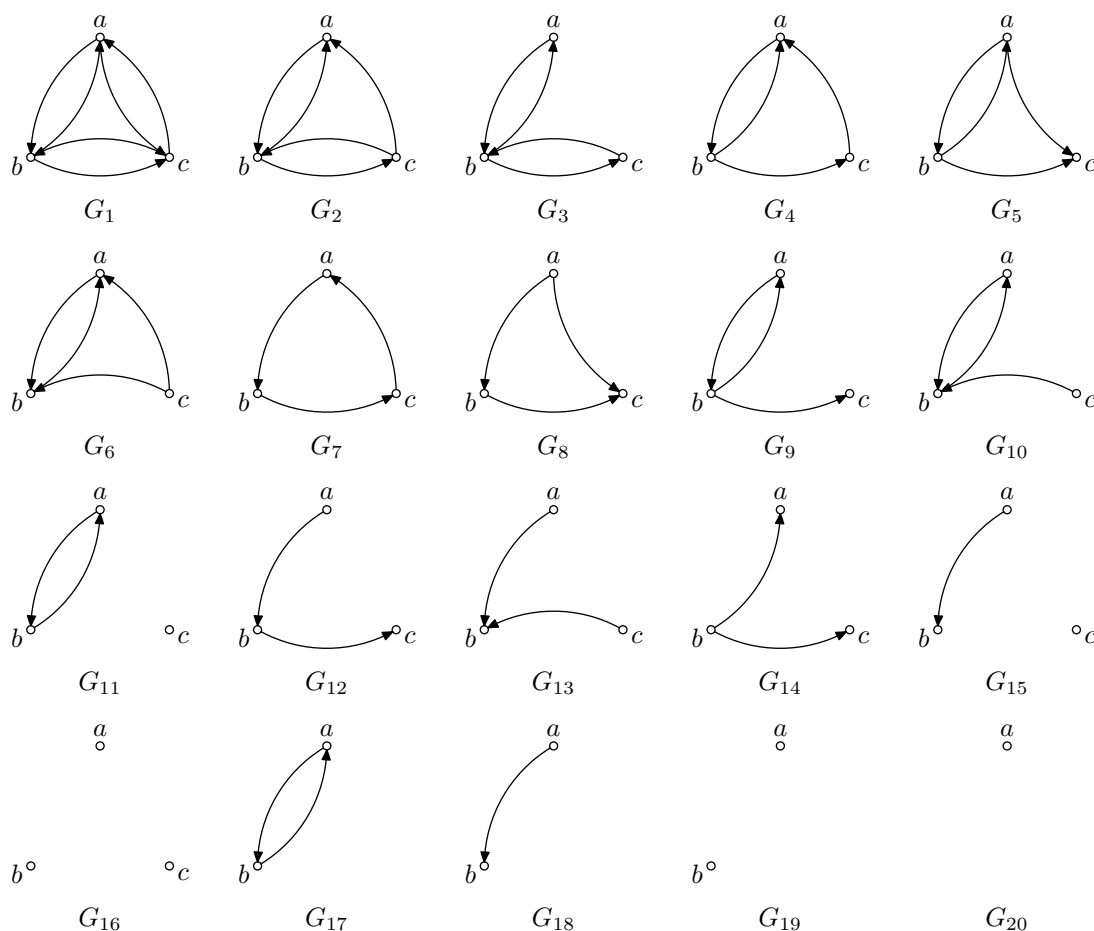 a a a a a
b c b c b c b c b c
G₁ G₂ G₃ G₄ G₅
a a a a a
b c b c b c b c b c
G₆ G₇ G₈ G₉ G₁₀
a a a a a
b c b c b c b c b c
G₁₁ G₁₂ G₁₃ G₁₄ G₁₅
a a a a a
b c b b b
G₁₆ G₁₇ G₁₈ G₁₉ G₂₀